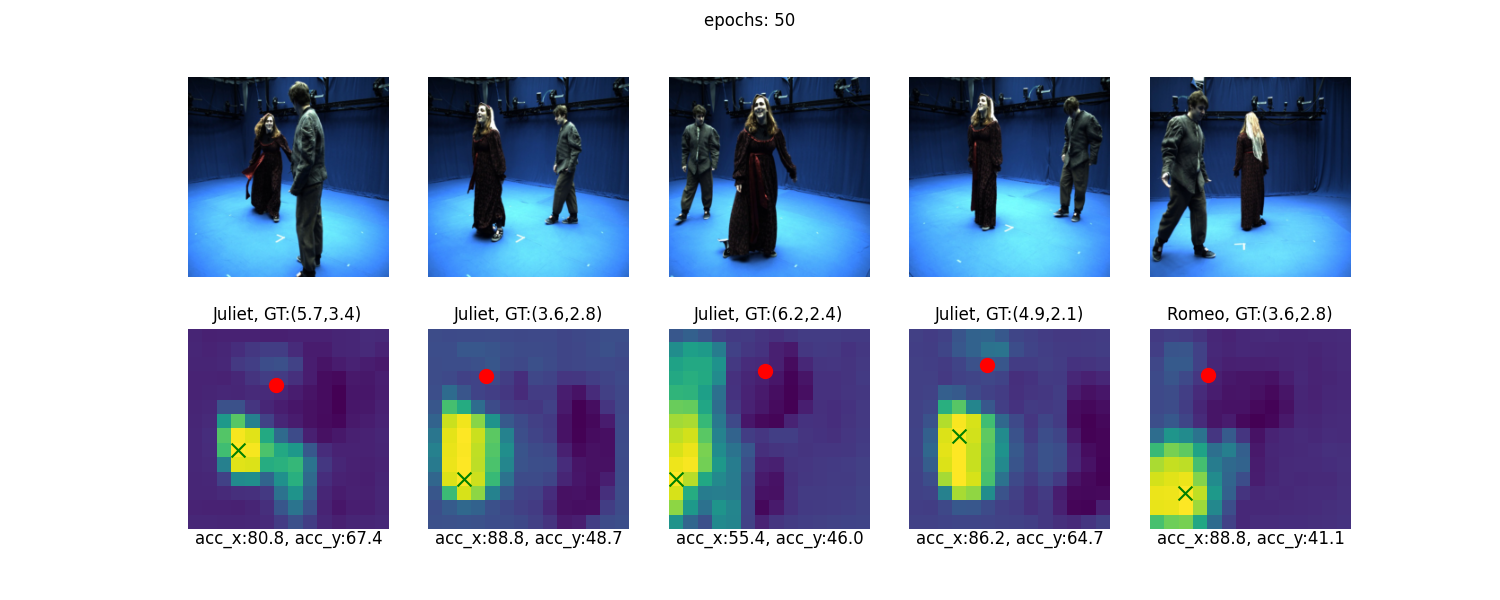 epochs: 50
Juliet, GT:(5.7,3.4)
Juliet, GT:(3.6,2.8)
Juliet, GT:(6.2,2.4)
Juliet, GT:(4.9,2.1)
Romeo, GT:(3.6,2.8)
acc_x:80.8, acc_y:67.4
acc_x:88.8, acc_y:48.7
acc_x:55.4, acc_y:46.0
acc_x:86.2, acc_y:64.7
acc_x:88.8, acc_y:41.1